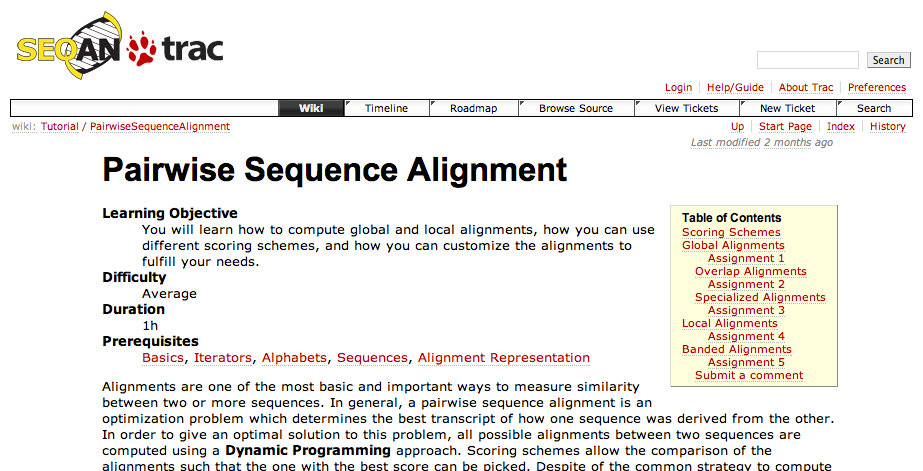 SEQAN trac
Search
Login Help/Guide About Trac Preferences
Wiki Timeline Roadmap Browse Source View Tickets New Ticket Search
wiki: Tutorial / PairwiseSequenceAlignment
Up Start Page Index History
Last modified 2 months ago
Pairwise Sequence Alignment
Learning Objective
You will learn how to compute global and local alignments, how you can use
different scoring schemes, and how you can customize the alignments to
fulfill your needs.
Difficulty
Average
Duration
1h
Prerequisites
Basics, Iterators, Alphabets, Sequences, Alignment Representation
Table of Contents
Scoring Schemes
Global Alignments
Assignment 1
Overlap Alignments
Assignment 2
Specialized Alignments
Assignment 3
Local Alignments
Assignment 4
Banded Alignments
Assignment 5
Submit a comment
Alignments are one of the most basic and important ways to measure similarity
between two or more sequences. In general, a pairwise sequence alignment is an
optimization problem which determines the best transcript of how one sequence was derived from the other.
In order to give an optimal solution to this problem, all possible alignments between two sequences are
computed using a Dynamic Programming approach. Scoring schemes allow the comparison of the
alignments such that the one with the best score can be picked. Despite of the common strategy to compute